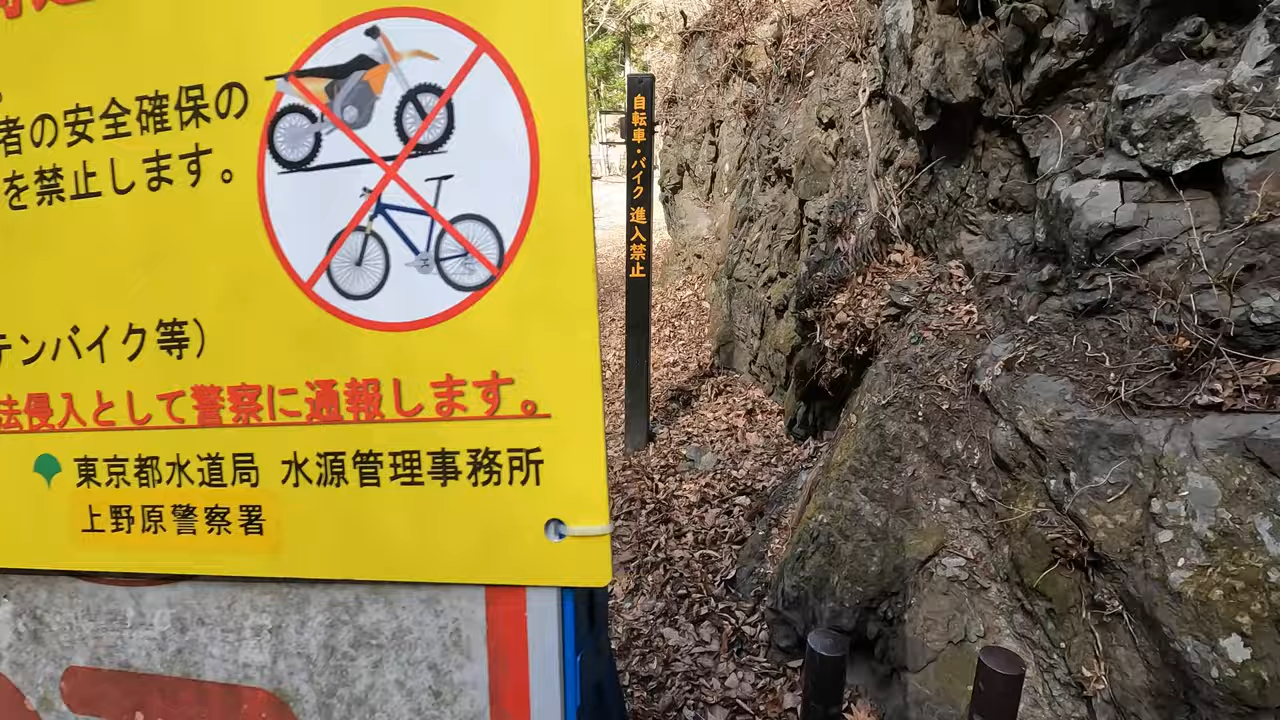 者の安全確保の
を禁止します。
テンバイク等）
法侵入として警察に通報します。
東京都水道局 水源管理事務所
上野原警察署
自転車・バイク 進入禁止